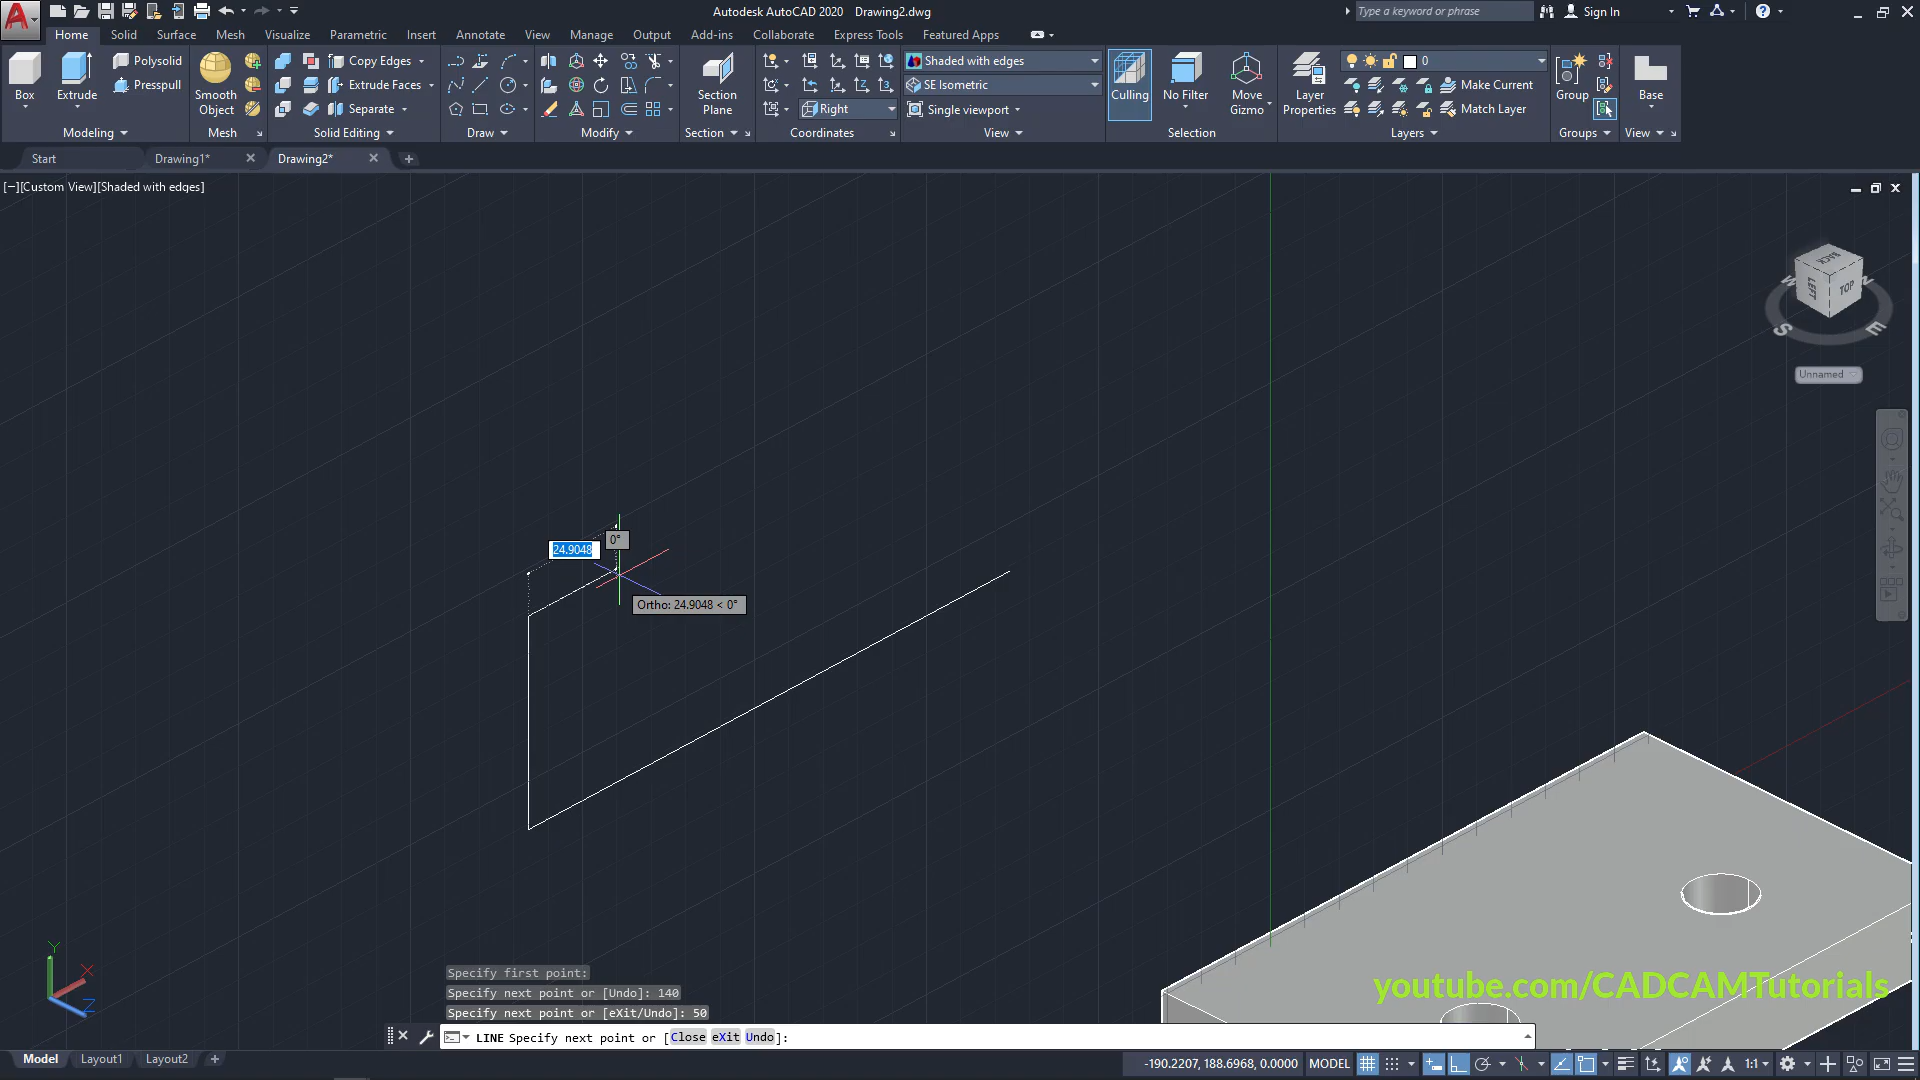 Autodesk AutoCAD 2020 Drawing2.dwg
Type a keyword or phrase
Sign In
Home Solid Surface Mesh Visualize Parametric Insert Annotate View Manage Output Add-ins Collaborate Express Tools Featured Apps
Box
Extrude
Polysolid
Presspull
Modeling
Smooth
Object
Mesh
Copy Edges
Extrude Faces
Separate
Solid Editing
Draw
Modify
Section
Plane
Section
Right
Coordinates
Shaded with edges
SE Isometric
Single viewport
View
Culling
No Filter
Move
Gizmo
Selection
Layer
Properties
0
Make Current
Match Layer
Layers
Group
Groups
Base
View
Start Drawing1* Drawing2*
[−][Custom View][Shaded with edges]
BACK
LEFT
TOP
W
N
S
E
Unnamed
24.9048
0°
Ortho: 24.9048 < 0°
Y
X
Z
youtube.com/CADCAMTutorials
Specify first point:
Specify next point or [Undo]: 140
Specify next point or [eXit/Undo]: 50
LINE Specify next point or [Close eXit Undo]:
Model Layout1 Layout2
-190.2207, 188.6968, 0.0000 MODEL
1:1